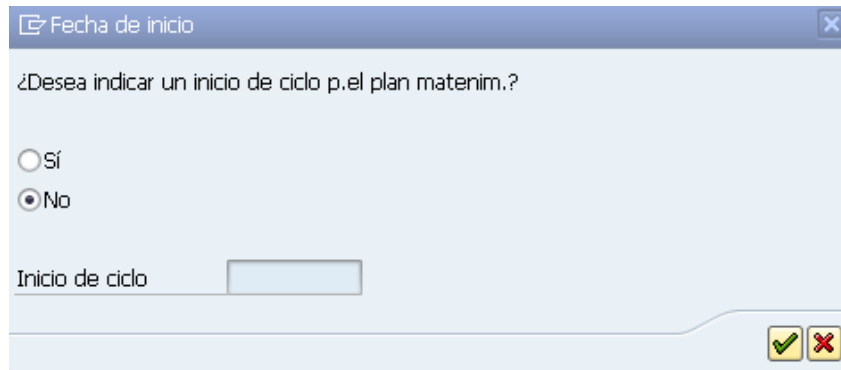 Fecha de inicio
¿Desea indicar un inicio de ciclo p.el plan matenim.?
Sí
No
Inicio de ciclo